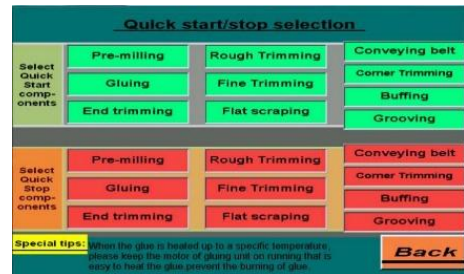 Quick start/stop selection
Select
Quick
Start
comp-
onents
Pre-milling
Rough Trimming
Conveying belt
Gluing
Fine Trimming
Corner Trimming
End trimming
Flat scraping
Buffing
Grooving
Select
Quick
Stop
comp-
onents
Pre-milling
Rough Trimming
Conveying belt
Gluing
Fine Trimming
Corner Trimming
End trimming
Flat scraping
Buffing
Grooving
Special tips:
When the glue is heated up to a specific temperature,
please keep the motor of gluing unit on running that is
easy to heat the glue prevent the burning of glue.
Back